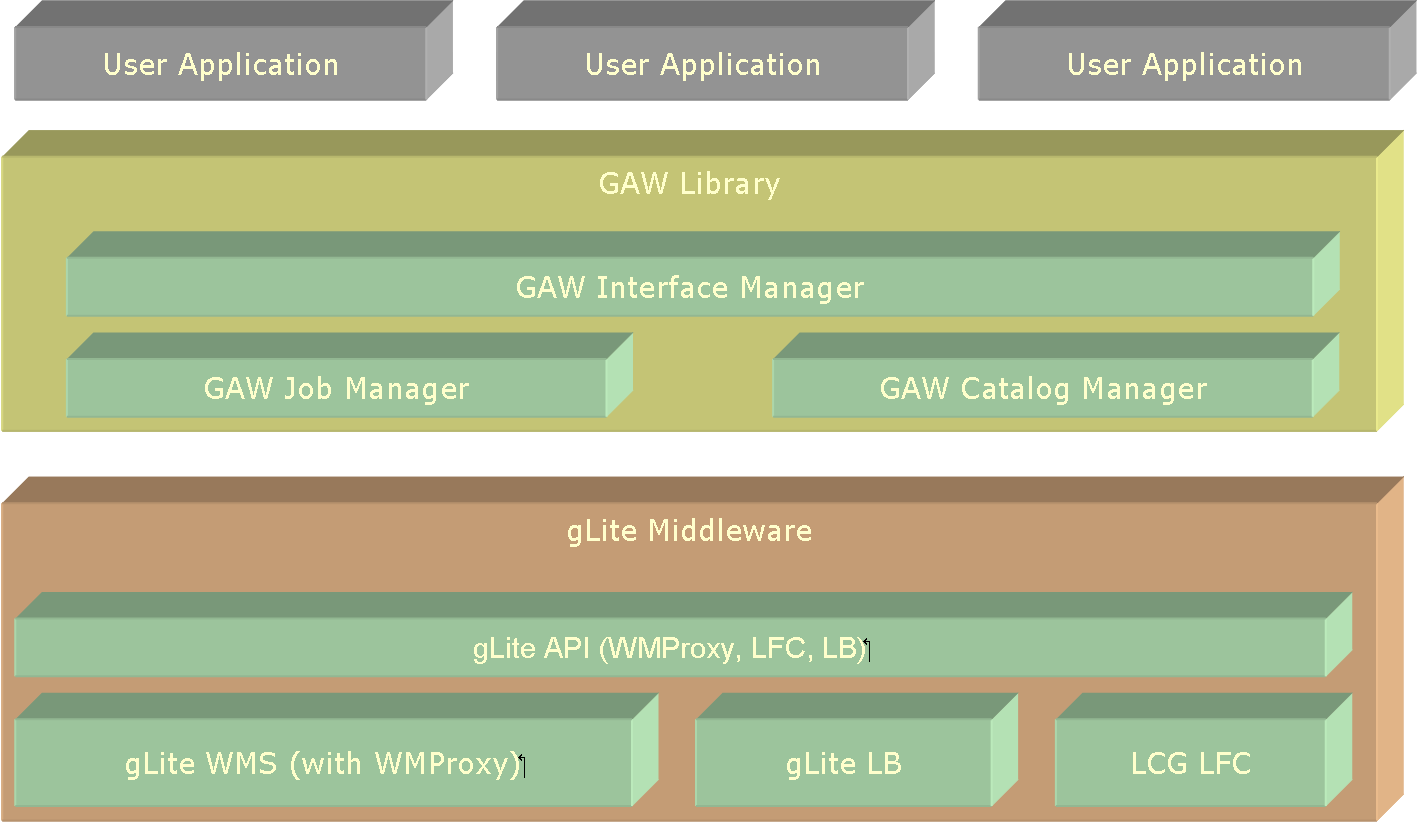 User Application
User Application
User Application
GAW Library
GAW Interface Manager
GAW Job Manager
GAW Catalog Manager
gLite Middleware
gLite API (WMProxy, LFC, LB)
gLite WMS (with WMProxy)
gLite LB
LCG LFC